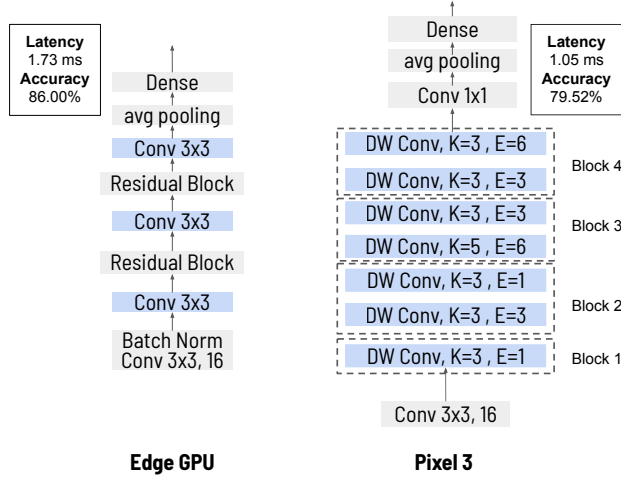 Latency
1.73 ms
Accuracy
86.00%
Dense
avg pooling
Conv 3x3
Residual Block
Conv 3x3
Residual Block
Conv 3x3
Batch Norm
Conv 3x3, 16
Edge GPU
Latency
1.05 ms
Accuracy
79.52%
Dense
avg pooling
Conv 1x1
DW Conv, K=3 , E=6
DW Conv, K=3 , E=3
Block 4
DW Conv, K=3 , E=3
DW Conv, K=5 , E=6
Block 3
DW Conv, K=3 , E=1
DW Conv, K=3 , E=3
Block 2
DW Conv, K=3 , E=1
Block 1
Conv 3x3, 16
Pixel 3